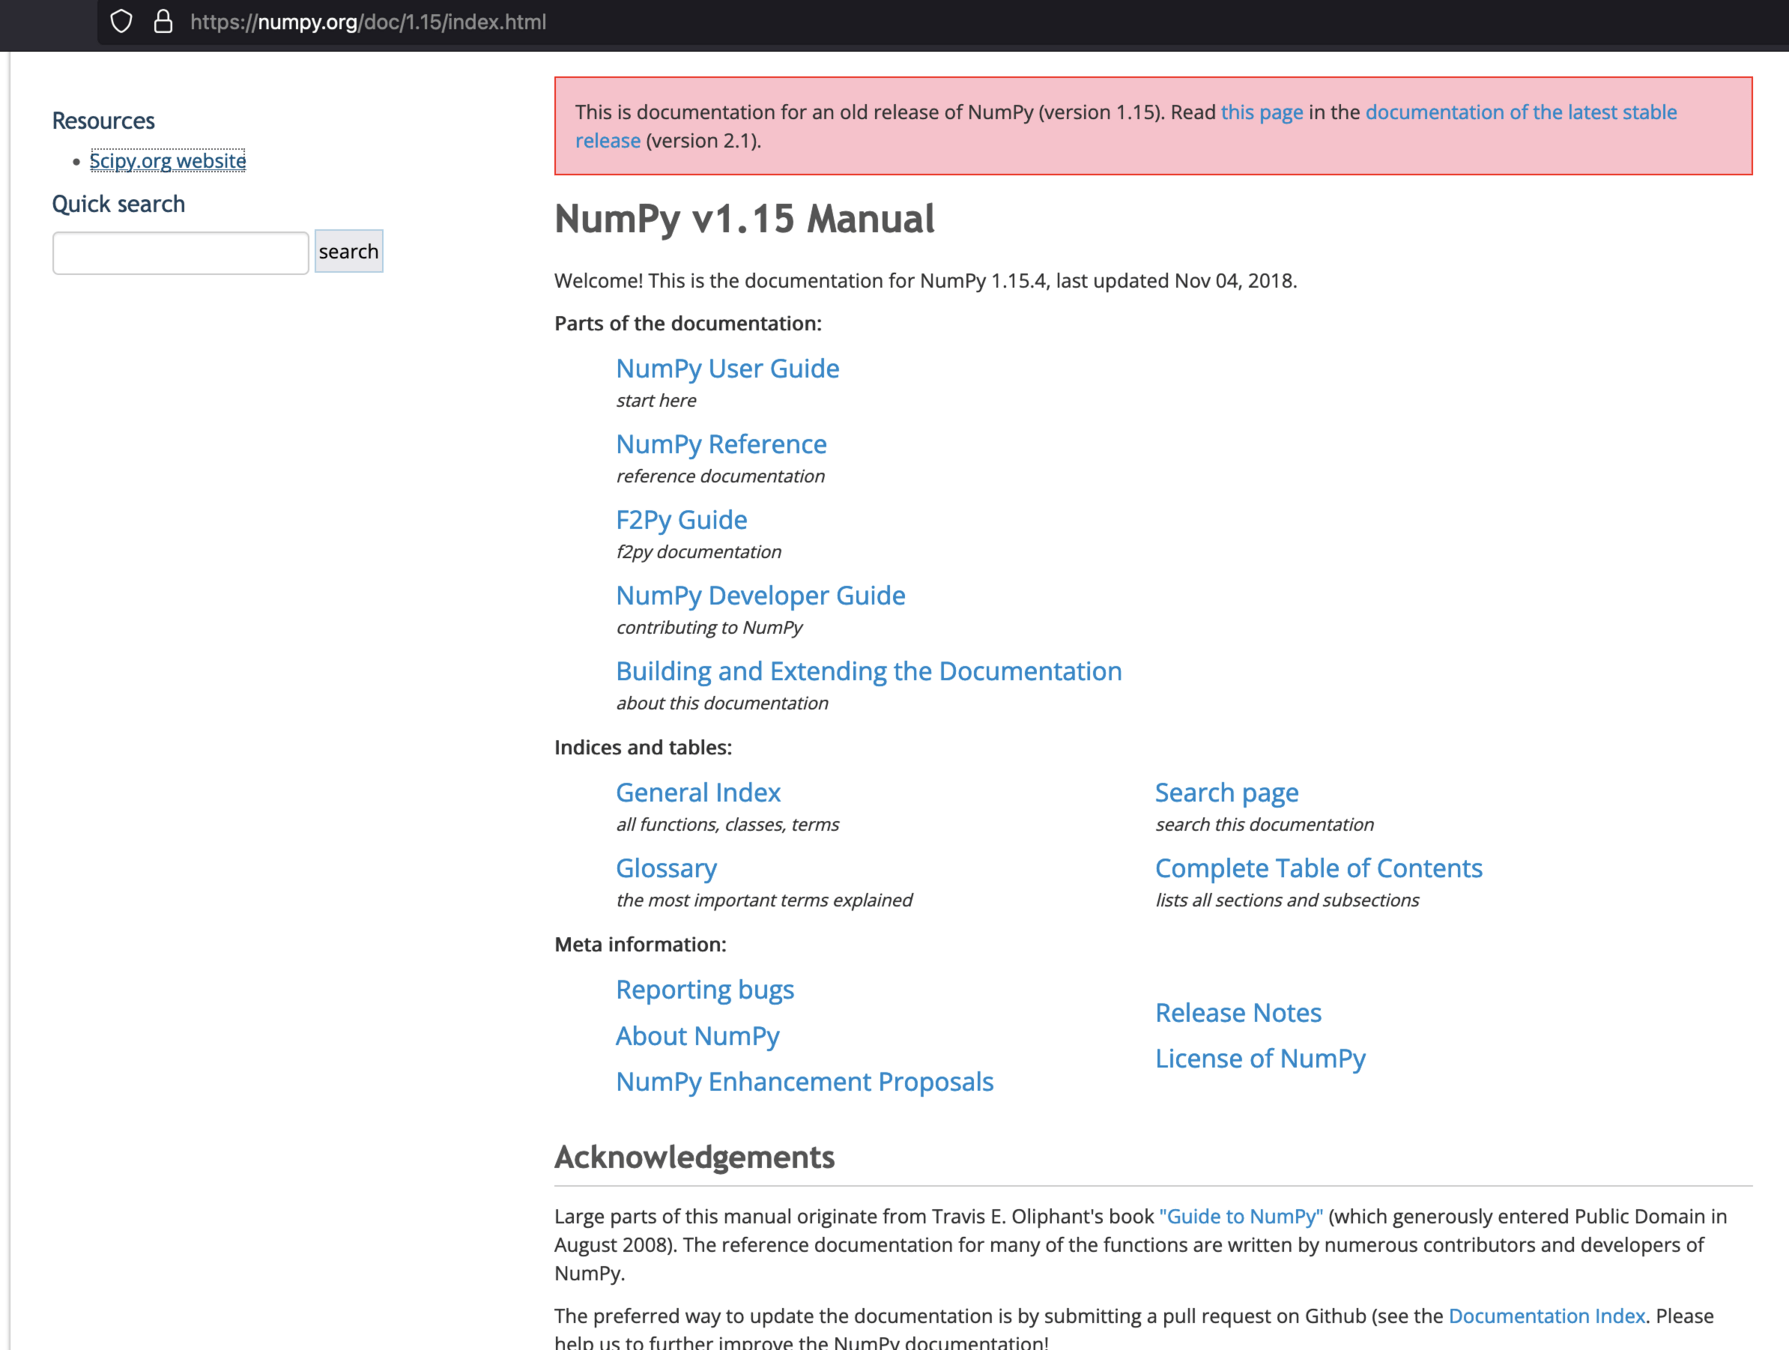 https://numpy.org/doc/1.15/index.html
Resources
• Scipy.org website
Quick search
search
This is documentation for an old release of NumPy (version 1.15). Read this page in the documentation of the latest stable
release (version 2.1).
NumPy v1.15 Manual
Welcome! This is the documentation for NumPy 1.15.4, last updated Nov 04, 2018.
Parts of the documentation:
NumPy User Guide
start here
NumPy Reference
reference documentation
F2Py Guide
f2py documentation
NumPy Developer Guide
contributing to NumPy
Building and Extending the Documentation
about this documentation
Indices and tables:
General Index
all functions, classes, terms
Glossary
the most important terms explained
Search page
search this documentation
Complete Table of Contents
lists all sections and subsections
Meta information:
Reporting bugs
About NumPy
NumPy Enhancement Proposals
Release Notes
License of NumPy
Acknowledgements
Large parts of this manual originate from Travis E. Oliphant's book "Guide to NumPy" (which generously entered Public Domain in
August 2008). The reference documentation for many of the functions are written by numerous contributors and developers of
NumPy.
The preferred way to update the documentation is by submitting a pull request on Github (see the Documentation Index. Please
help us to further improve the NumPy documentation!